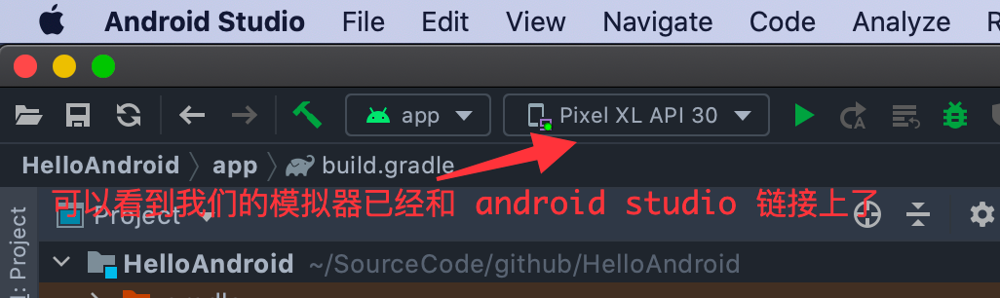 Android Studio File Edit View Navigate Code Analyze R
app Pixel XL API 30
HelloAndroid app build.gradle
可以看到我们的模拟器已经和 android studio 链接上了
Project
Project
HelloAndroid ~/SourceCode/github/HelloAndroid